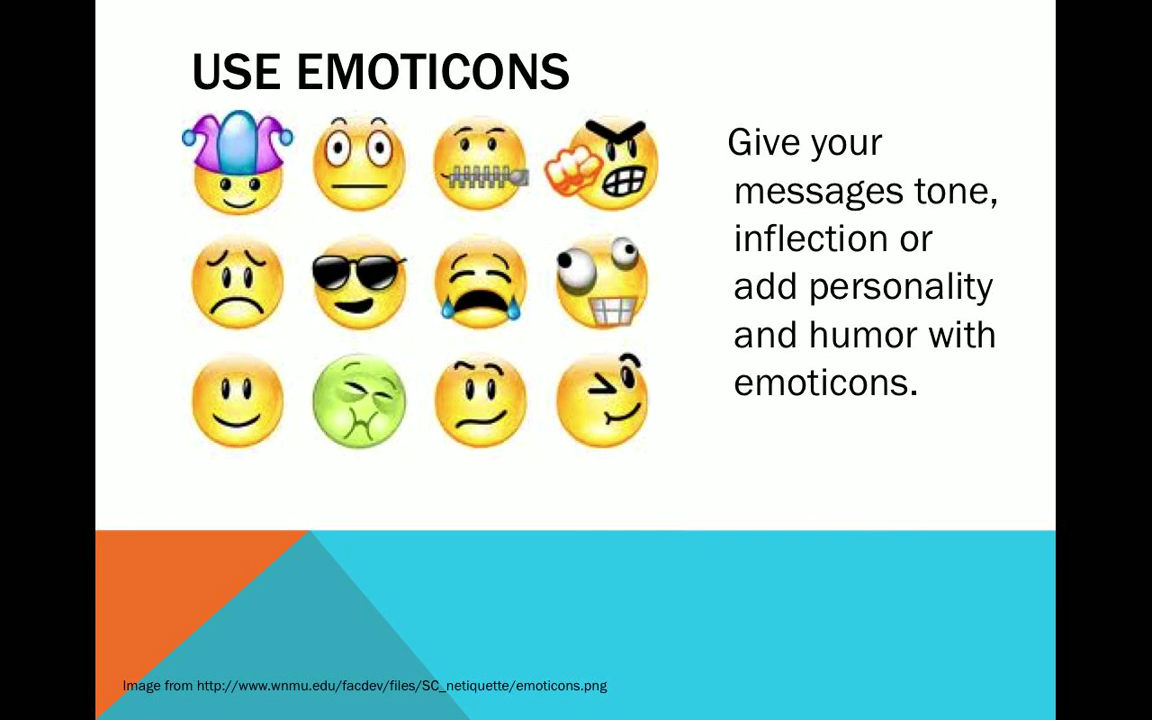 USE EMOTICONS
Give your
messages tone,
inflection or
add personality
and humor with
emoticons.
Image from http://www.wnmu.edu/facdev/files/SC_netiquette/emoticons.png